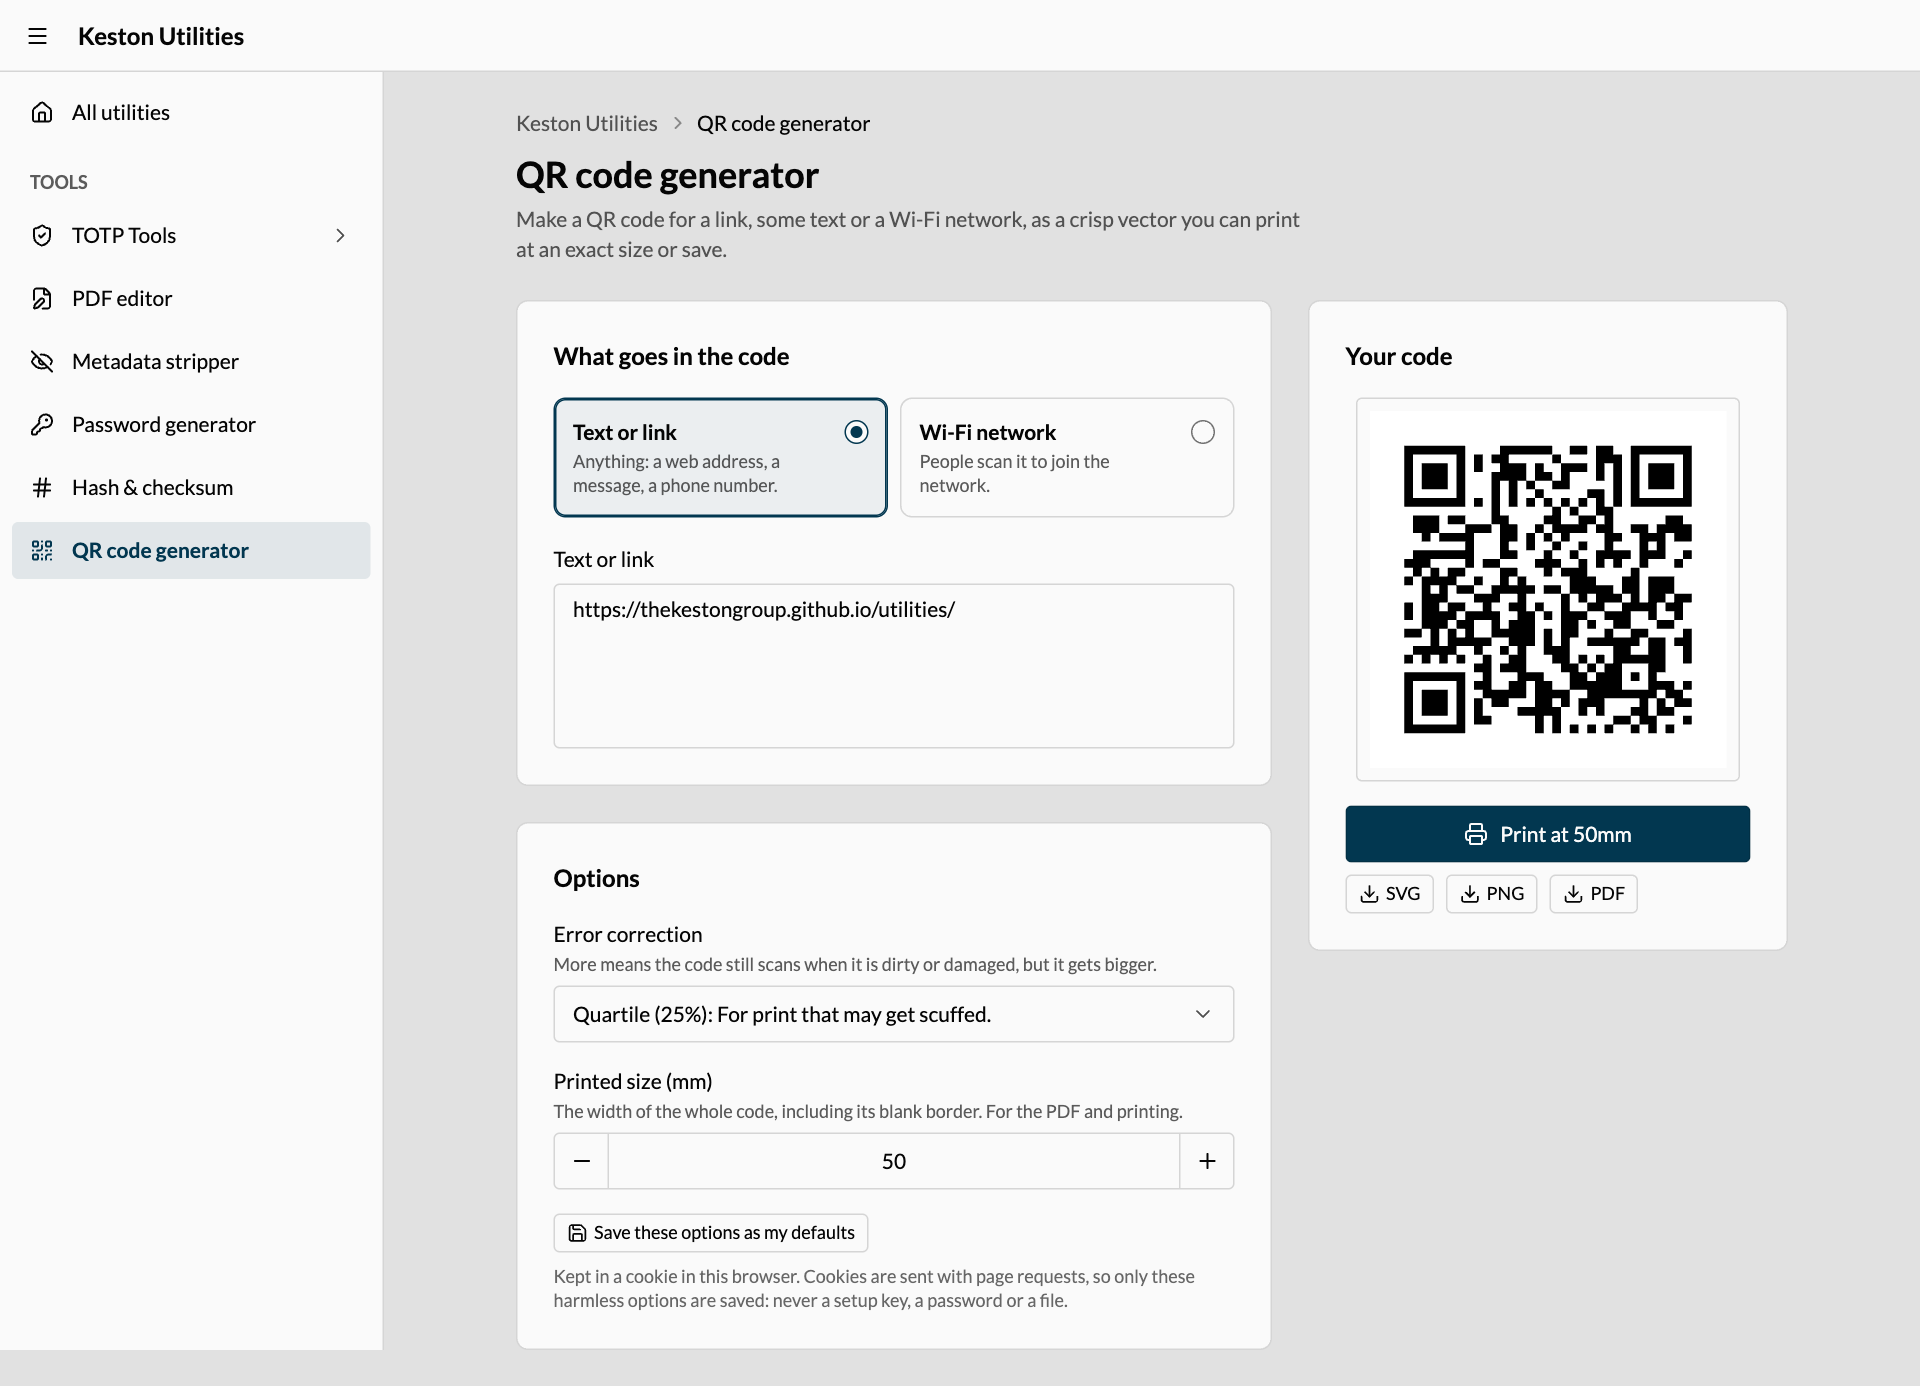 Keston Utilities
All utilities
TOOLS
TOTP Tools
PDF editor
Metadata stripper
Password generator
Hash & checksum
QR code generator
Keston Utilities > QR code generator
QR code generator
Make a QR code for a link, some text or a Wi-Fi network, as a crisp vector you can print
at an exact size or save.
What goes in the code
Text or link
Anything: a web address, a
message, a phone number.
Wi-Fi network
People scan it to join the
network.
Text or link
https://thekestongroup.github.io/utilities/
Options
Error correction
More means the code still scans when it is dirty or damaged, but it gets bigger.
Quartile (25%): For print that may get scuffed.
Printed size (mm)
The width of the whole code, including its blank border. For the PDF and printing.
50
Save these options as my defaults
Kept in a cookie in this browser. Cookies are sent with page requests, so only these
harmless options are saved: never a setup key, a password or a file.
Your code
Print at 50mm
SVG
PNG
PDF